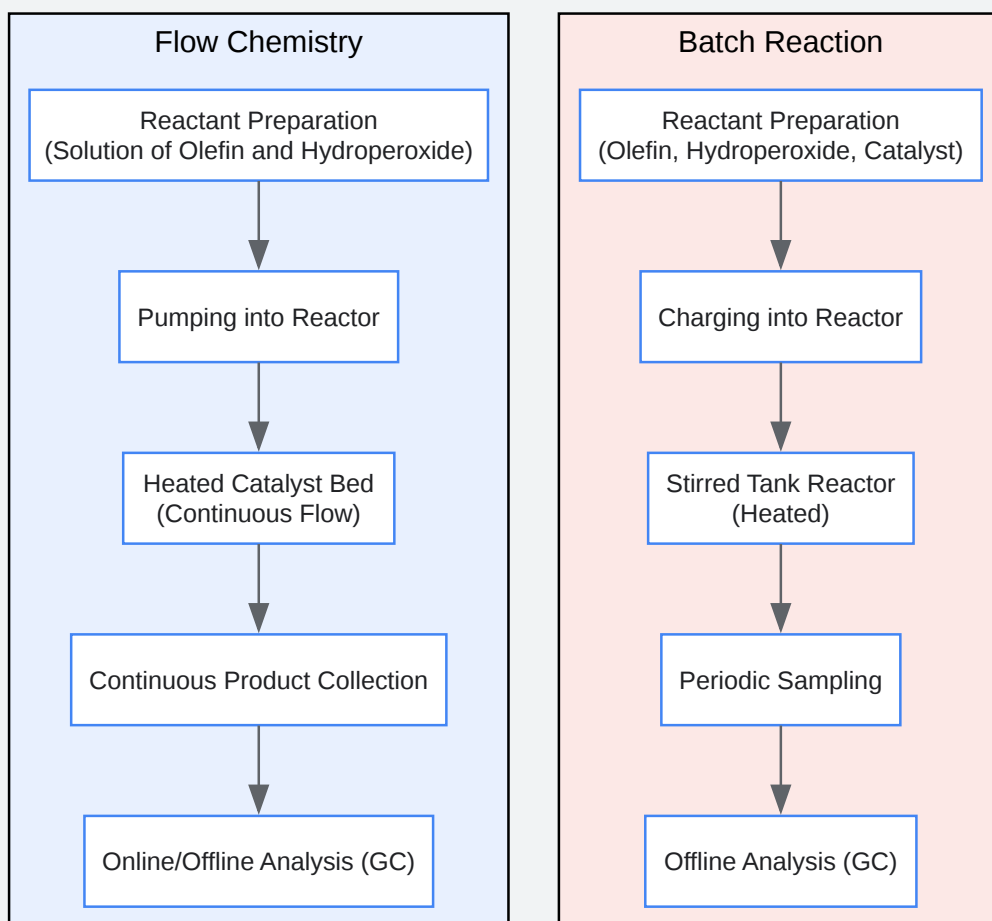 Flow Chemistry
Reactant Preparation
(Solution of Olefin and Hydroperoxide)
Pumping into Reactor
Heated Catalyst Bed
(Continuous Flow)
Continuous Product Collection
Online/Offline Analysis (GC)
Batch Reaction
Reactant Preparation
(Olefin, Hydroperoxide, Catalyst)
Charging into Reactor
Stirred Tank Reactor
(Heated)
Periodic Sampling
Offline Analysis (GC)